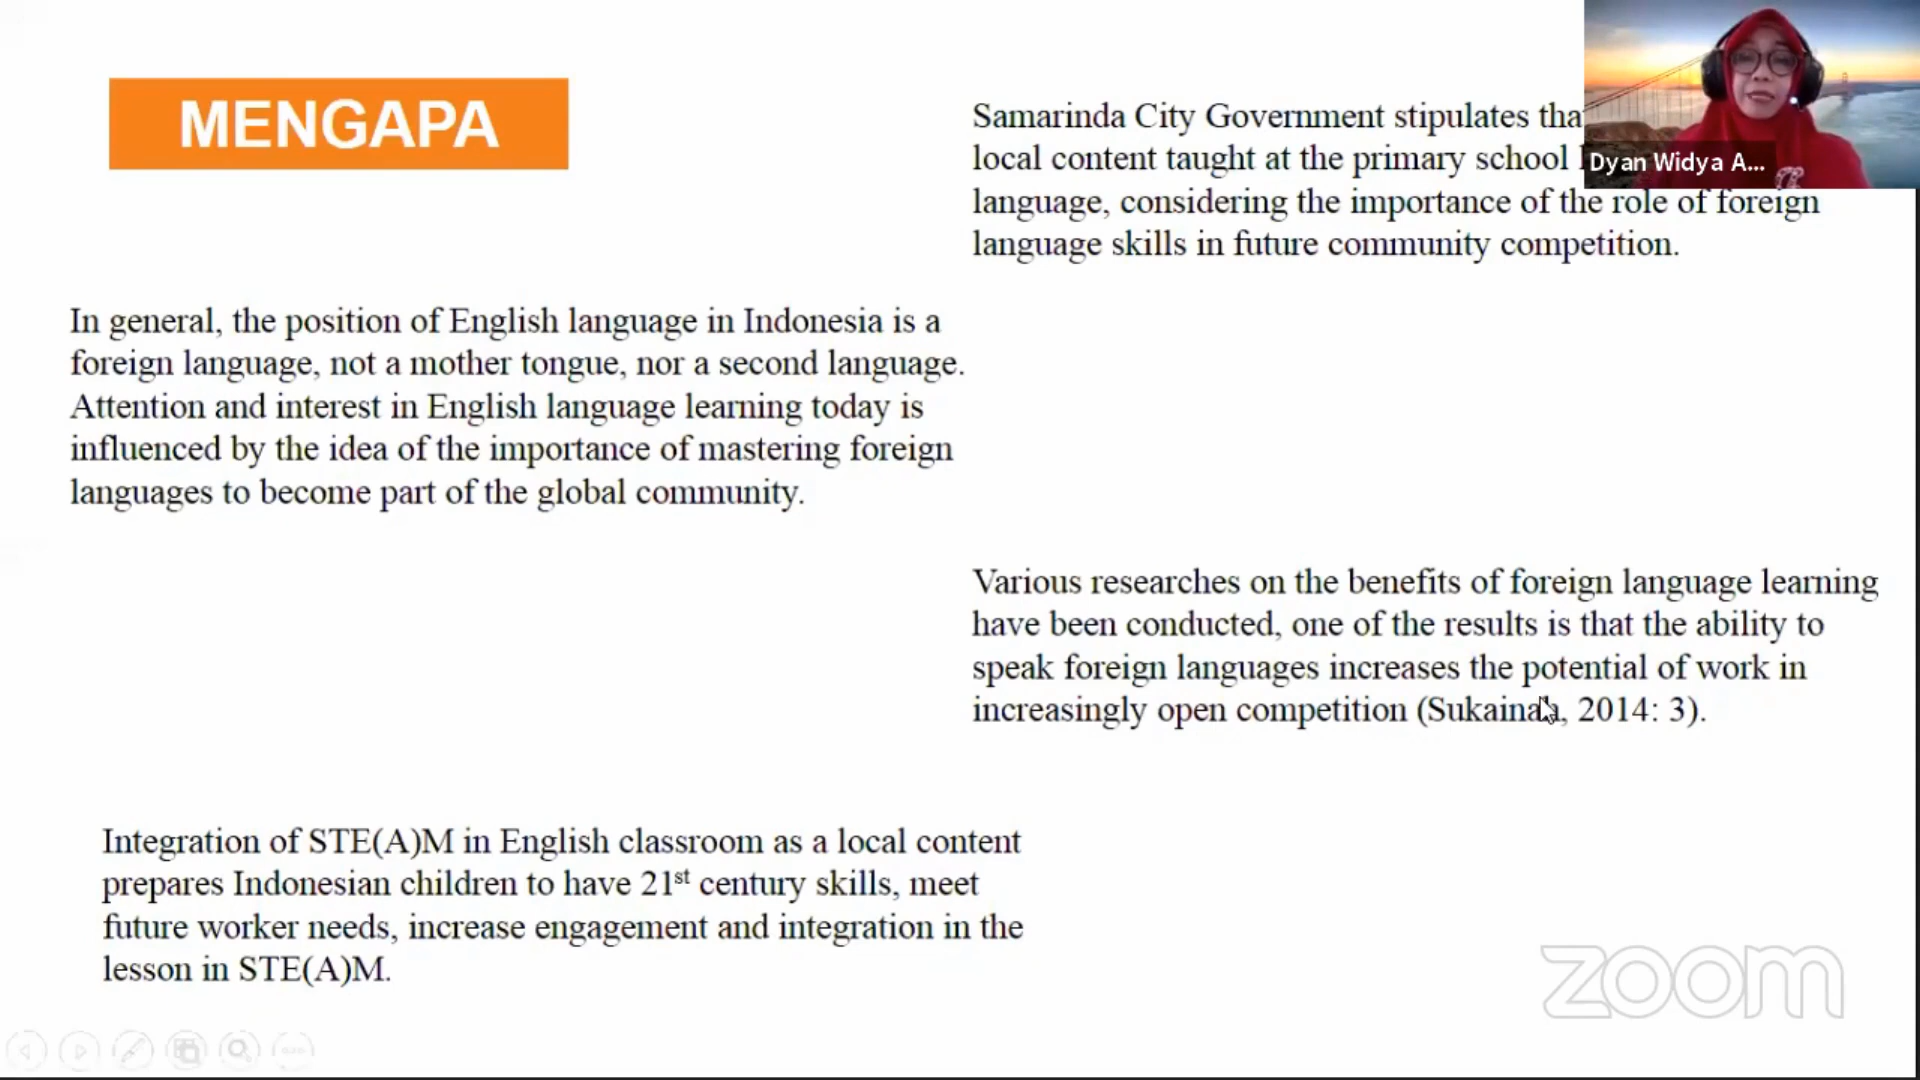 MENGAPA
Samarinda City Government stipulates
local content taught at the primary school
language, considering the importance of the role of foreign
language skills in future community competition.
Dyan Widya A...
In general, the position of English language in Indonesia is a
foreign language, not a mother tongue, nor a second language.
Attention and interest in English language learning today is
influenced by the idea of the importance of mastering foreign
languages to become part of the global community.
Various researches on the benefits of foreign language learning
have been conducted, one of the results is that the ability to
speak foreign languages increases the potential of work in
increasingly open competition (Sukainah, 2014: 3).
Integration of STE(A)M in English classroom as a local content
prepares Indonesian children to have 21st century skills, meet
future worker needs, increase engagement and integration in the
lesson in STE(A)M.
zoom